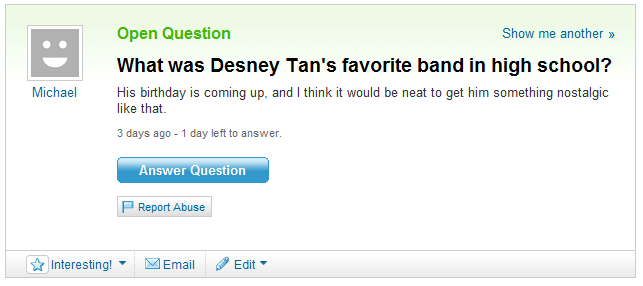 Open Question
Show me another »
What was Desney Tan's favorite band in high school?
Michael
His birthday is coming up, and I think it would be neat to get him something nostalgic
like that.
3 days ago - 1 day left to answer.
Answer Question
Report Abuse
Interesting!
Email
Edit